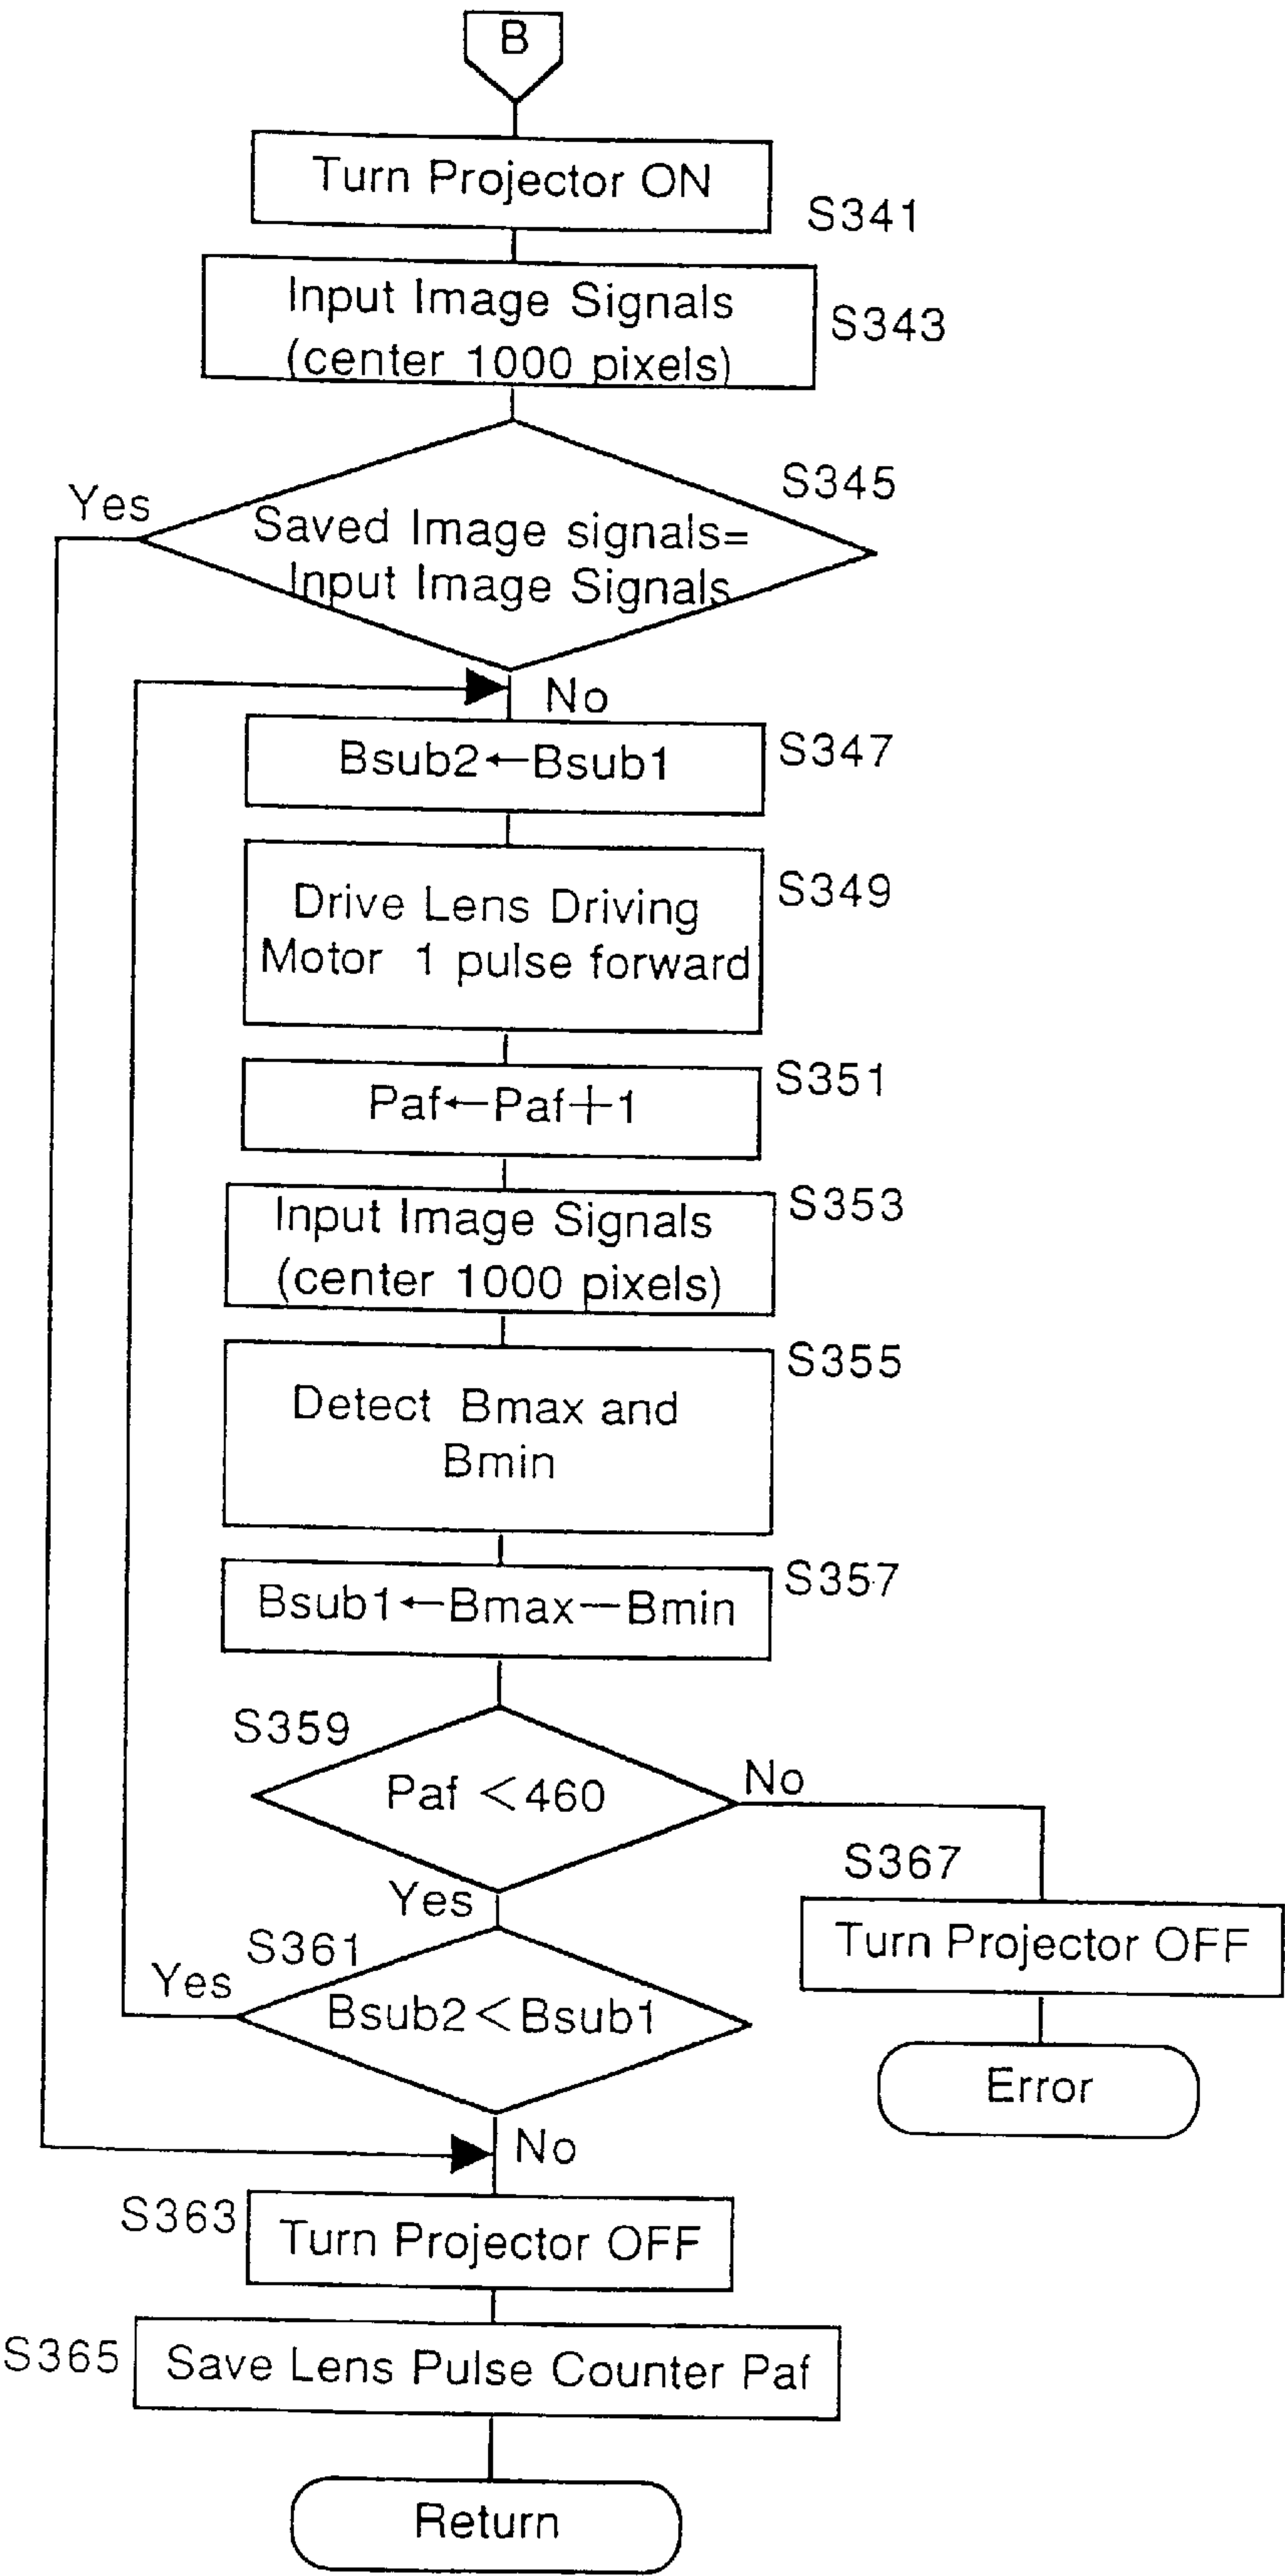 B
Turn Projector ON
S341
Input Image Signals
(center 1000 pixels)
S343
S345
Yes
Saved Image signals=
Input Image Signals
No
Bsub2←Bsub1
S347
Drive Lens Driving
Motor 1 pulse forward
S349
Paf←Paf+1
S351
Input Image Signals
(center 1000 pixels)
S353
Detect Bmax and
Bmin
S355
Bsub1←Bmax−Bmin
S357
S359
Paf <460
No
Yes
S367
Turn Projector OFF
Error
S361
Yes
Bsub2<Bsub1
No
S363
Turn Projector OFF
S365
Save Lens Pulse Counter Paf
Return